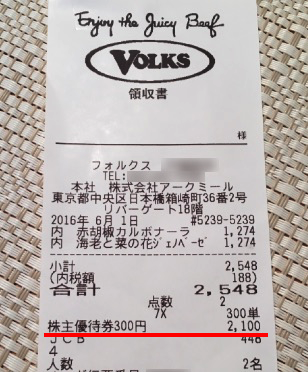 Enjoy the Juicy Beef
VOLKS
領収書
様
フォルクス
TEL:
本社 株式会社アークミール
東京都中央区日本橋箱崎町36番2号
リバーゲート18階
2016年 6月 1日 #5239-5239
内 赤胡椒カルボナーラ 1,274
内 海老と菜の花ジェノベーゼ 1,274
小計 2,548
(内税額 188)
合計 2,548
点数 2
7X 300単
株主優待券300円 2,100
JCB 448
4
人数 2名